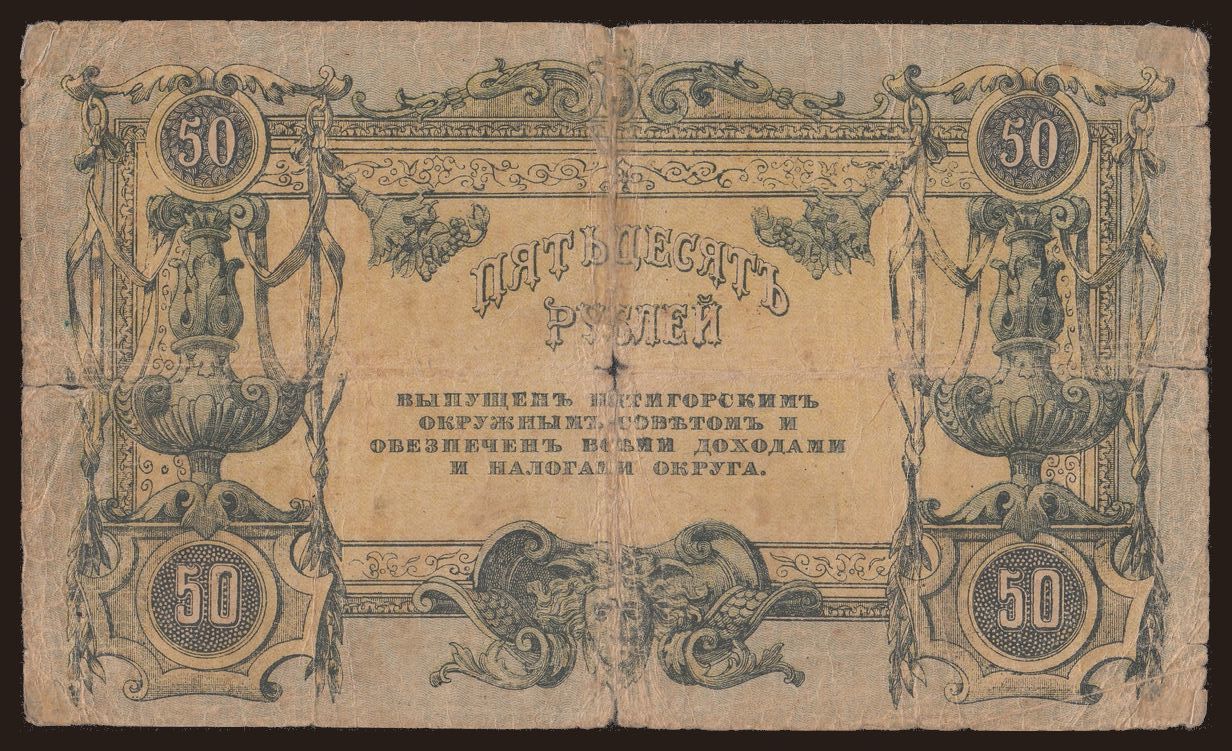 50 50
ПЯТЬДЕСЯТЪ
РУБЛЕЙ
ВЫПУЩЕНЪ ПЯТИГОРСКИМЪ
ОКРУЖНЫМЪ СОВѢТОМЪ И
ОБЕЗПЕЧЕНЪ ВСѢМИ ДОХОДАМИ
И НАЛОГАМИ ОКРУГА.
50 50